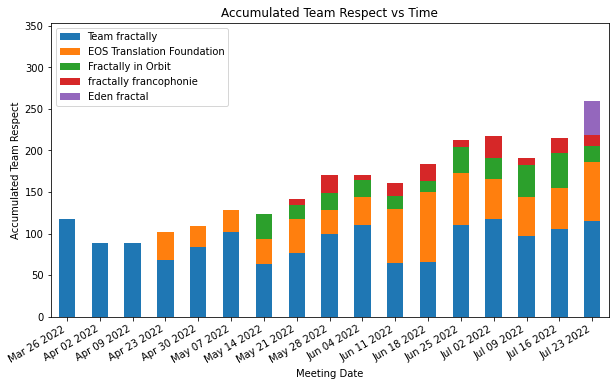 Accumulated Team Respect vs Time
350
300
250
200
150
100
50
0
Accumulated Team Respect
Team fractally
EOS Translation Foundation
Fractally in Orbit
fractally francophonie
Eden fractal
Mar 26 2022
Apr 02 2022
Apr 09 2022
Apr 23 2022
Apr 30 2022
May 07 2022
May 14 2022
May 21 2022
May 28 2022
Jun 04 2022
Jun 11 2022
Jun 18 2022
Jun 25 2022
Jul 02 2022
Jul 09 2022
Jul 16 2022
Jul 23 2022
Meeting Date